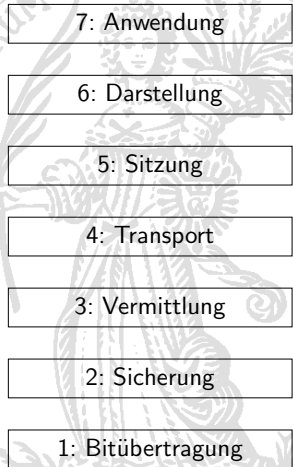 7: Anwendung
6: Darstellung
5: Sitzung
4: Transport
3: Vermittlung
2: Sicherung
1: Bitübertragung